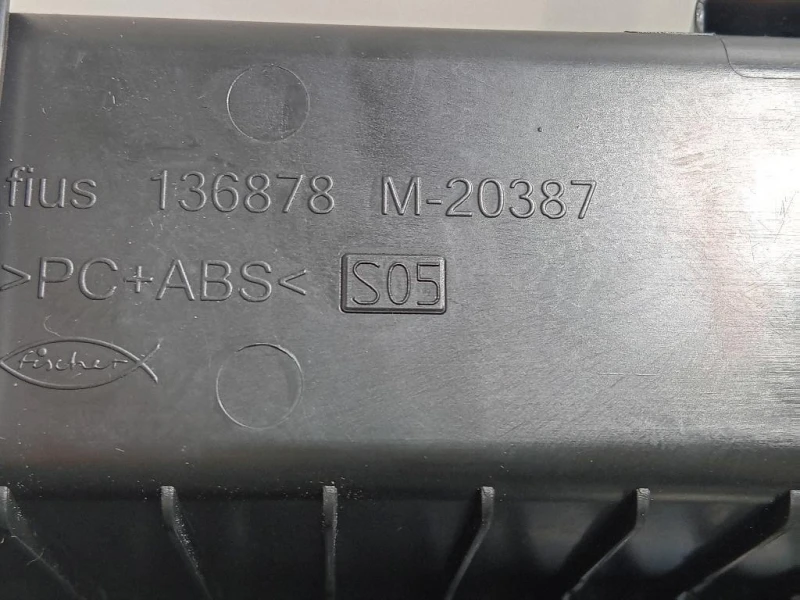 fius 136878 M-20387
>PC+ABS< S05
fischer